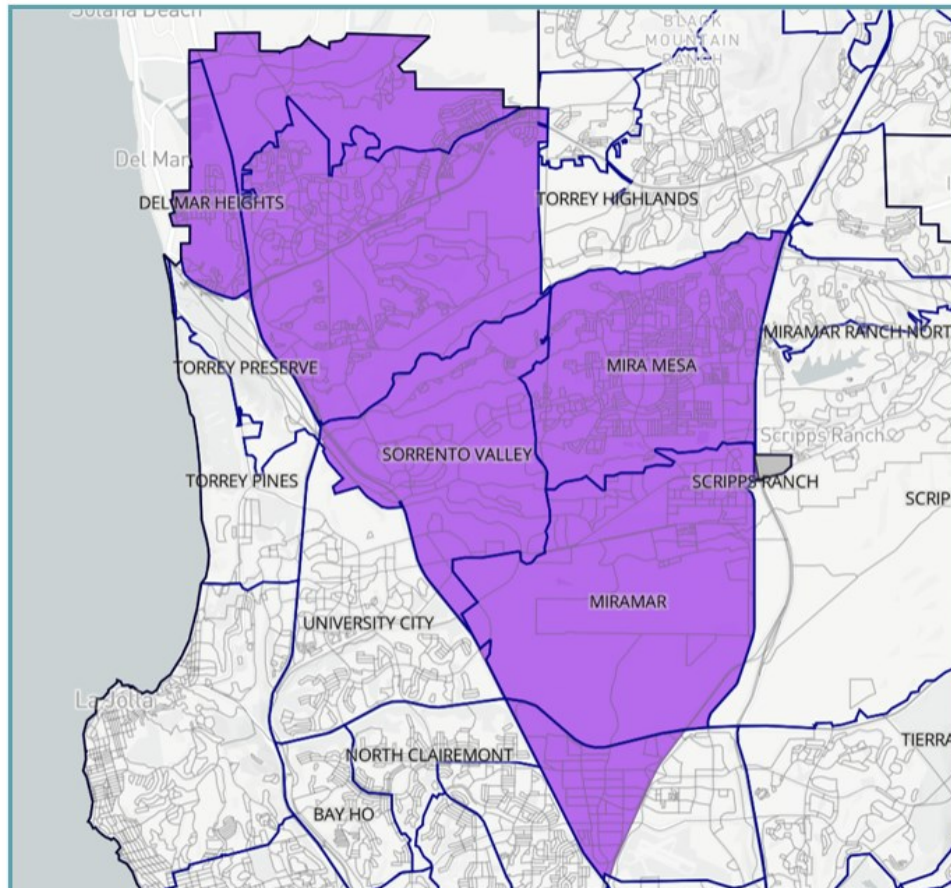 Solana Beach
BLACK
MOUNTAIN
RANCH
Del Mar
DEL MAR HEIGHTS
TORREY HIGHLANDS
MIRAMAR RANCH NORT
TORREY PRESERVE
MIRA MESA
Scripps Ranch
SORRENTO VALLEY
TORREY PINES
SCRIPPS RANCH
SCRIP
MIRAMAR
UNIVERSITY CITY
La Jolla
NORTH CLAIREMONT
TIERRA
BAY HO